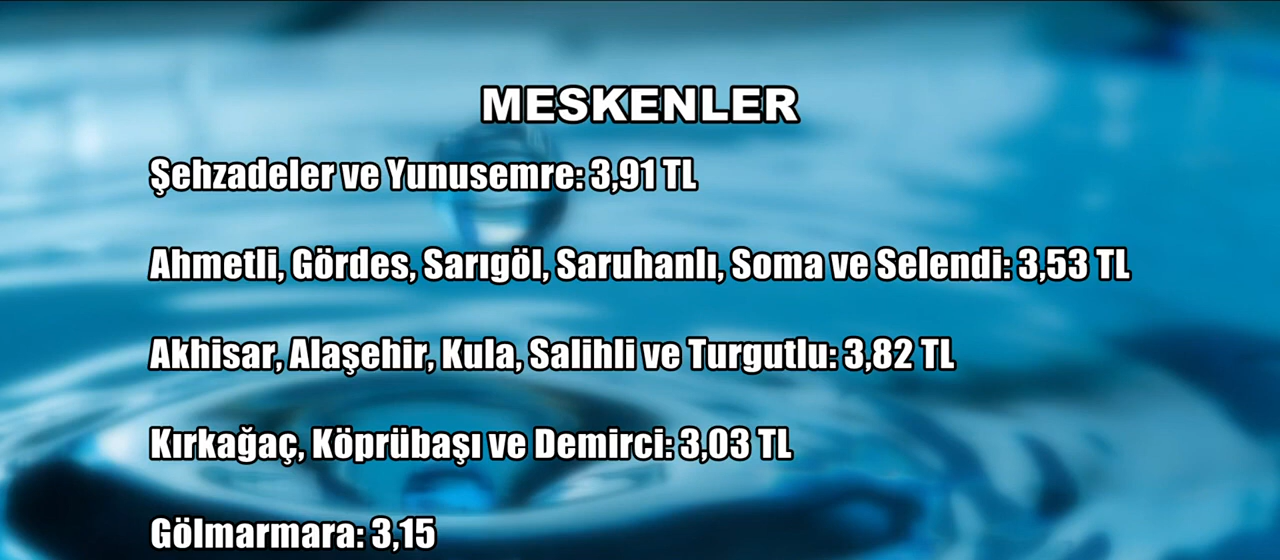 MESKENLER
Şehzadeler ve Yunusemre: 3,91 TL
Ahmetli, Gördes, Sarıgöl, Saruhanlı, Soma ve Selendi: 3,53 TL
Akhisar, Alaşehir, Kula, Salihli ve Turgutlu: 3,82 TL
Kırkağaç, Köprübaşı ve Demirci: 3,03 TL
Gölmarmara: 3,15